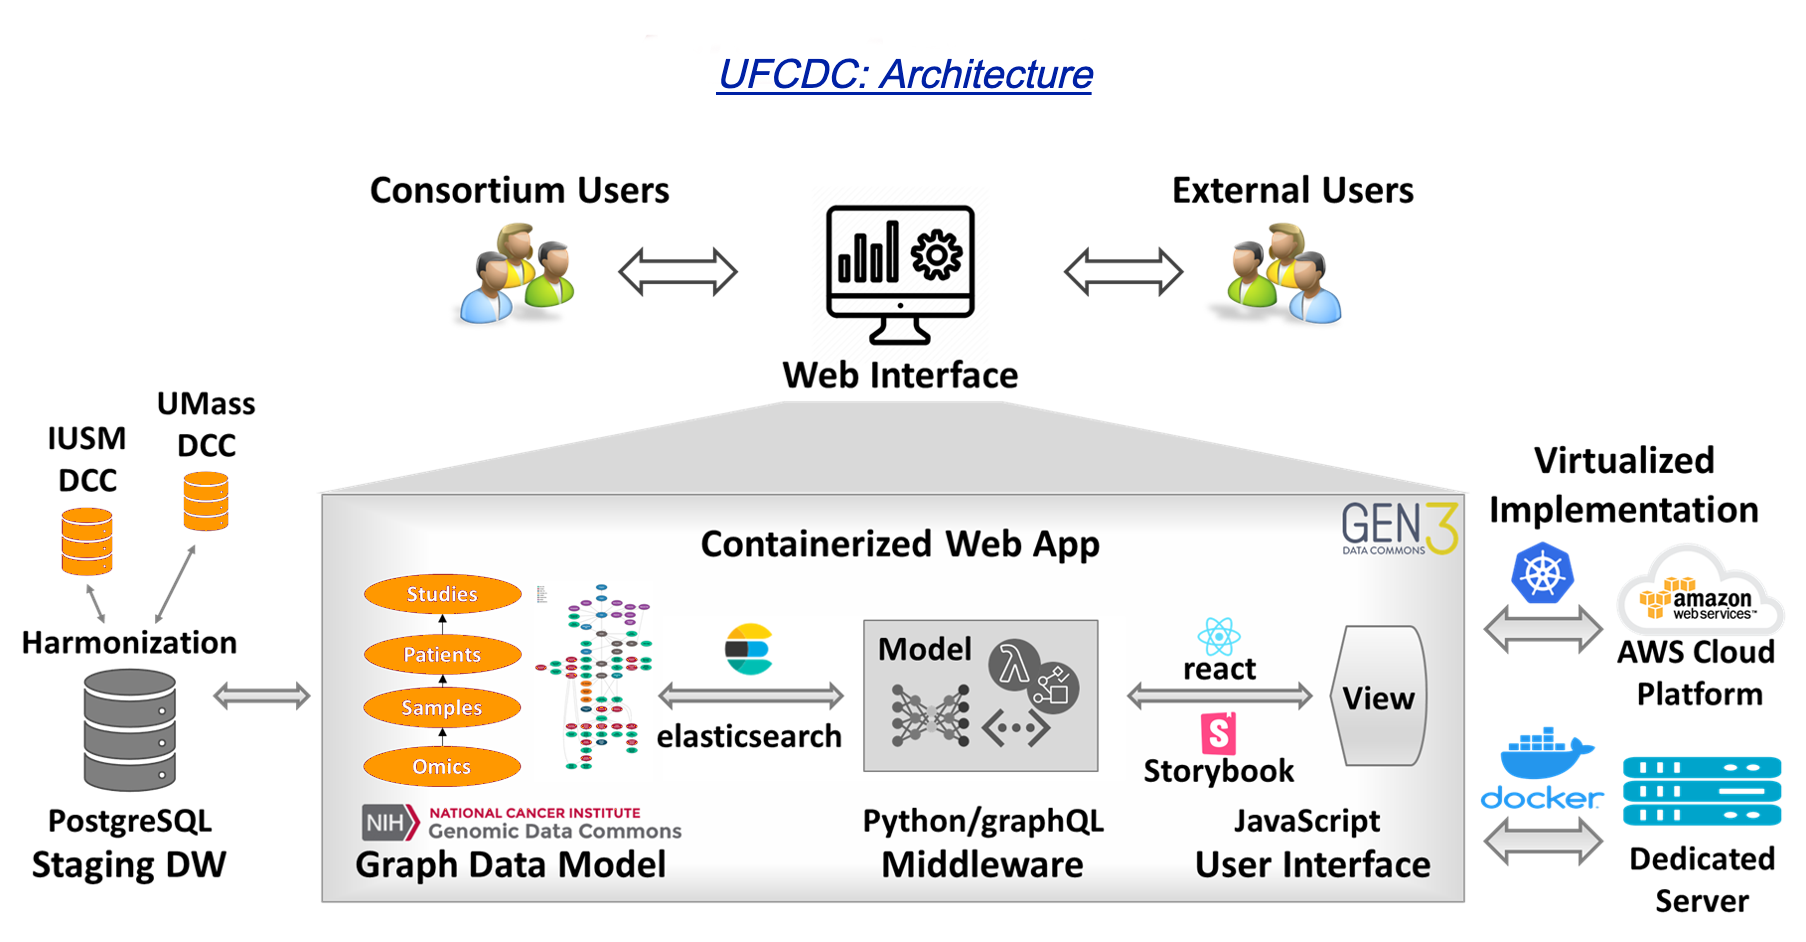 UFCDC: Architecture
Consortium Users
External Users
Web Interface
UMass
DCC
IUSM
DCC
Harmonization
PostgreSQL
Staging DW
Containerized Web App
GEN3
DATA COMMONS
Studies
Patients
Samples
Omics
NIH
NATIONAL CANCER INSTITUTE
Genomic Data Commons
Graph Data Model
elasticsearch
Model
λ
Python/graphQL
Middleware
react
S
Storybook
View
JavaScript
User Interface
Virtualized
Implementation
amazon
web services™
AWS Cloud
Platform
docker
Dedicated
Server